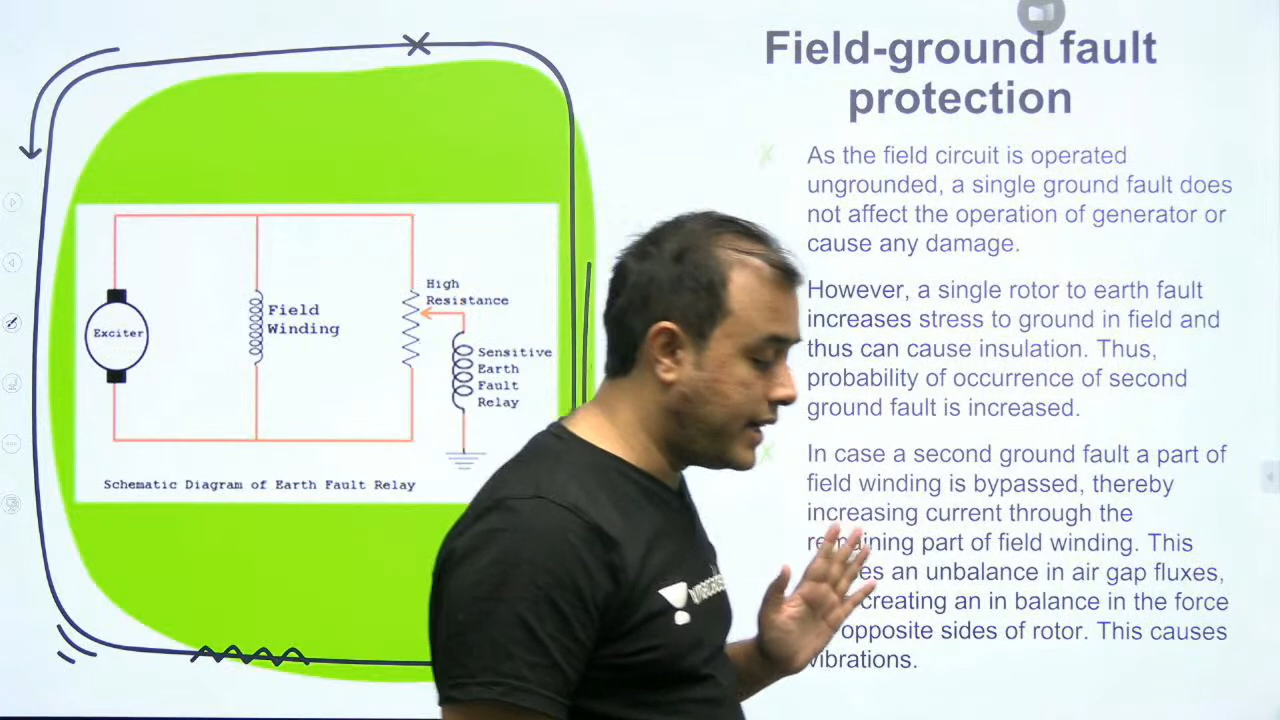 Field-ground fault
protection
As the field circuit is operated
ungrounded, a single ground fault does
not affect the operation of generator or
cause any damage.
However, a single rotor to earth fault
increases stress to ground in field and
thus can cause insulation. Thus,
probability of occurrence of second
ground fault is increased.
In case a second ground fault a part of
field winding is bypassed, thereby
increasing current through the
remaining part of field winding. This
an unbalance in air gap fluxes,
creating an in balance in the force
opposite sides of rotor. This causes
vibrations.
High
Resistance
Field
Winding
Exciter
Sensitive
Earth
Fault
Relay
Schematic Diagram of Earth Fault Relay